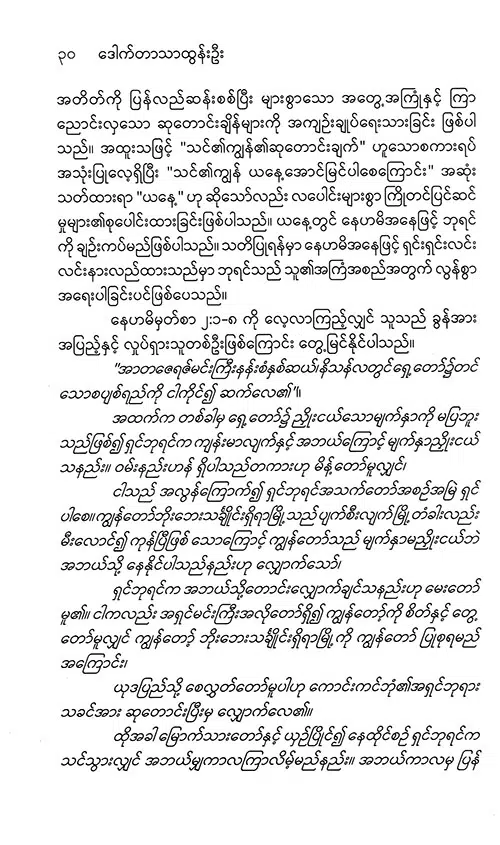 ၃၀ ဒေါက်တာသာထွန်းဦး
အတိတ်ကို ပြန်လည်ဆန်းစစ်ပြီး များစွာသော အတွေ့အကြုံနှင့် ကြာ
ညောင်းလှသော ဆုတောင်းချိန်များကို အကျဉ်းချုပ်ရေးသားခြင်း ဖြစ်ပါ
သည်။ အထူးသဖြင့် "သင်၏ကျွန်၏ဆုတောင်းချက်" ဟူသောစကားရပ်
အသုံးပြုလေ့ရှိပြီး "သင်၏ကျွန် ယနေ့အောင်မြင်ပါစေကြောင်း" အဆုံး
သတ်ထားရာ "ယနေ့" ဟု ဆိုသော်လည်း လပေါင်းများစွာ ကြိုတင်ပြင်ဆင်
မှုများ၏စုပေါင်းထားခြင်းဖြစ်ပါသည်။ ယနေ့တွင် နေဟမိအနေဖြင့် ဘုရင်
ကို ချဉ်းကပ်မည်ဖြစ်ပါသည်။ သတိပြုရန်မှာ နေဟမိအနေဖြင့် ရှင်းရှင်းလင်း
လင်းနားလည်ထားသည်မှာ ဘုရင်သည် သူ၏အကြံအစည်အတွက် လွန်စွာ
အရေးပါခြင်းပင်ဖြစ်ပေသည်။
နေဟမိမှတ်စာ ၂:၁-၈ ကို လေ့လာကြည့်လျှင် သူသည် ခွန်အား
အပြည့်နှင့် လှုပ်ရှားသူတစ်ဦးဖြစ်ကြောင်း တွေ့မြင်နိုင်ပါသည်။
"အာတဇေရဇ်မင်းကြီးနန်းစံနှစ်ဆယ်၊နိသန်လတွင်ရှေ့တော်၌တင်
သောစပျစ်ရည်ကို ငါကိုင်၍ ဆက်လေ၏"။
အထက်က တစ်ခါမှ ရှေ့တော်၌ ညှိုးငယ်သောမျက်နှာကို မပြဘူး
သည်ဖြစ်၍ ရှင်ဘုရင်က ကျန်းမာလျက်နှင့် အဘယ်ကြောင့် မျက်နှာညှိုးငယ်
သနည်း။ ဝမ်းနည်းဟန် ရှိပါသည်တကားဟု မိန့်တော်မူလျှင်၊
ငါသည် အလွန်ကြောက်၍ ရှင်ဘုရင်အသက်တော်အစဉ်အမြဲ ရှင်
ပါစေ။ကျွန်တော်ဘိုးဘေးသင်္ချိုင်းရှိရာမြို့သည်ပျက်စီးလျက်မြို့တံခါးလည်း
မီးလောင်၍ ကုန်ပြီဖြစ် သောကြောင့် ကျွန်တော်သည် မျက်နှာမညှိုးငယ်ဘဲ
အဘယ်သို့ နေနိုင်ပါသည်နည်းဟု လျှောက်သော်၊
ရှင်ဘုရင်က အဘယ်သို့တောင်းလျှောက်ချင်သနည်းဟု မေးတော်
မူ၏။ ငါကလည်း အရှင်မင်းကြီးအလိုတော်ရှိ၍ ကျွန်တော့်ကို စိတ်နှင့် တွေ့
တော်မူလျှင် ကျွန်တော့် ဘိုးဘေးသင်္ချိုင်းရှိရာမြို့ကို ကျွန်တော် ပြုစုရမည်
အကြောင်း၊
ယုဒပြည်သို့ စေလွှတ်တော်မူပါဟု ကောင်းကင်ဘုံ၏အရှင်ဘုရား
သခင်အား ဆုတောင်းပြီးမှ လျှောက်လေ၏။
ထိုအခါ မြောက်သားတော်နှင့် ယှဉ်ပြိုင်၍ နေထိုင်စဉ် ရှင်ဘုရင်က
သင်သွားလျှင် အဘယ်မျှကာလကြာလိမ့်မည်နည်း။ အဘယ်ကာလမှ ပြန်